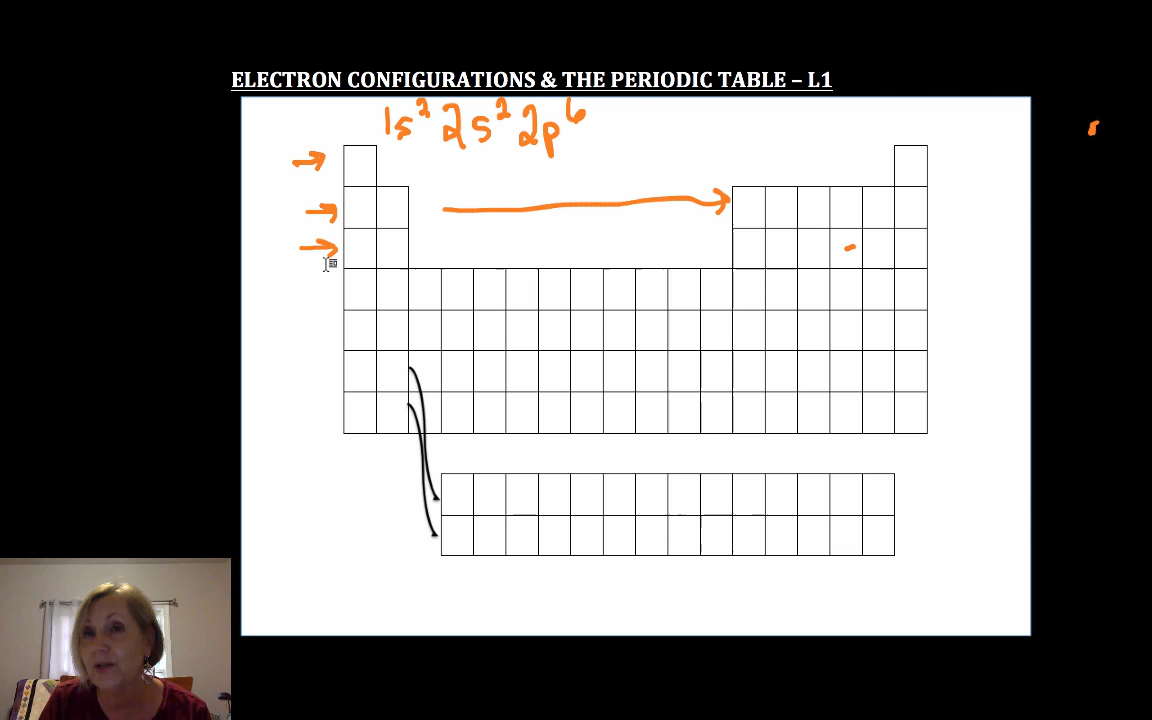 ELECTRON CONFIGURATIONS & THE PERIODIC TABLE – L1
1s² 2s² 2p⁶